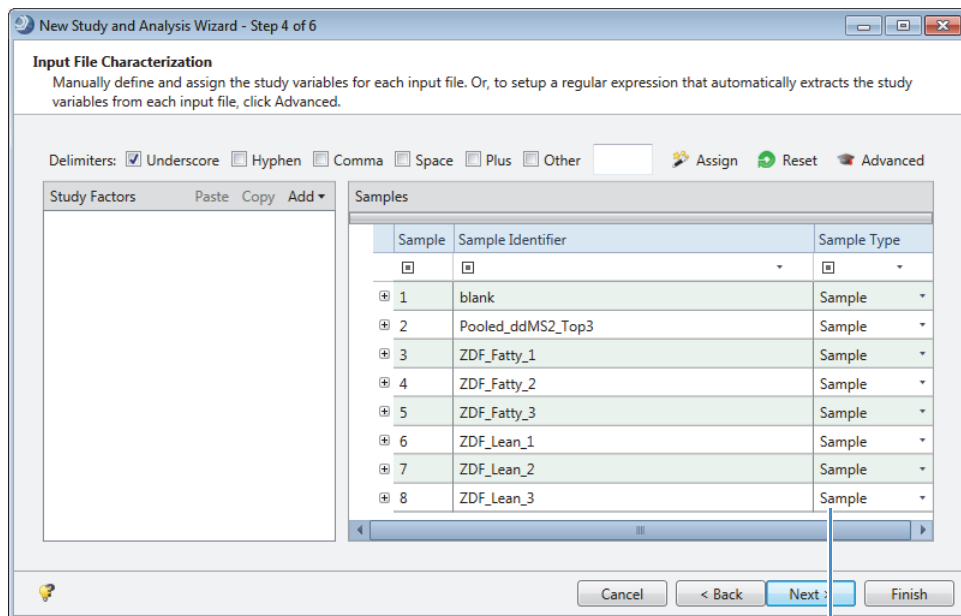 New Study and Analysis Wizard - Step 4 of 6
Input File Characterization
Manually define and assign the study variables for each input file. Or, to setup a regular expression that automatically extracts the study
variables from each input file, click Advanced.
Delimiters: Underscore Hyphen Comma Space Plus Other Assign Reset Advanced
Study Factors Paste Copy Add Samples
Sample Sample Identifier Sample Type
1 blank Sample
2 Pooled_ddMS2_Top3 Sample
3 ZDF_Fatty_1 Sample
4 ZDF_Fatty_2 Sample
5 ZDF_Fatty_3 Sample
6 ZDF_Lean_1 Sample
7 ZDF_Lean_2 Sample
8 ZDF_Lean_3 Sample
Cancel < Back Next > Finish